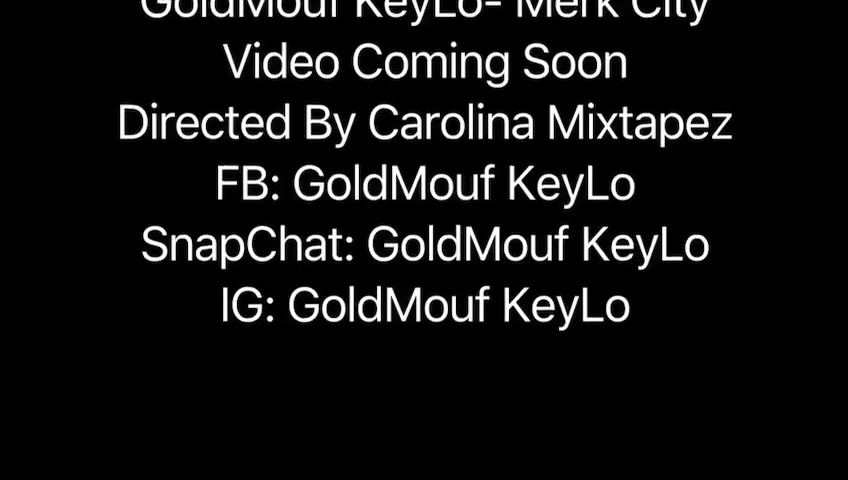 GoldMouf KeyLo- Merk City
Video Coming Soon
Directed By Carolina Mixtapez
FB: GoldMouf KeyLo
SnapChat: GoldMouf KeyLo
IG: GoldMouf KeyLo